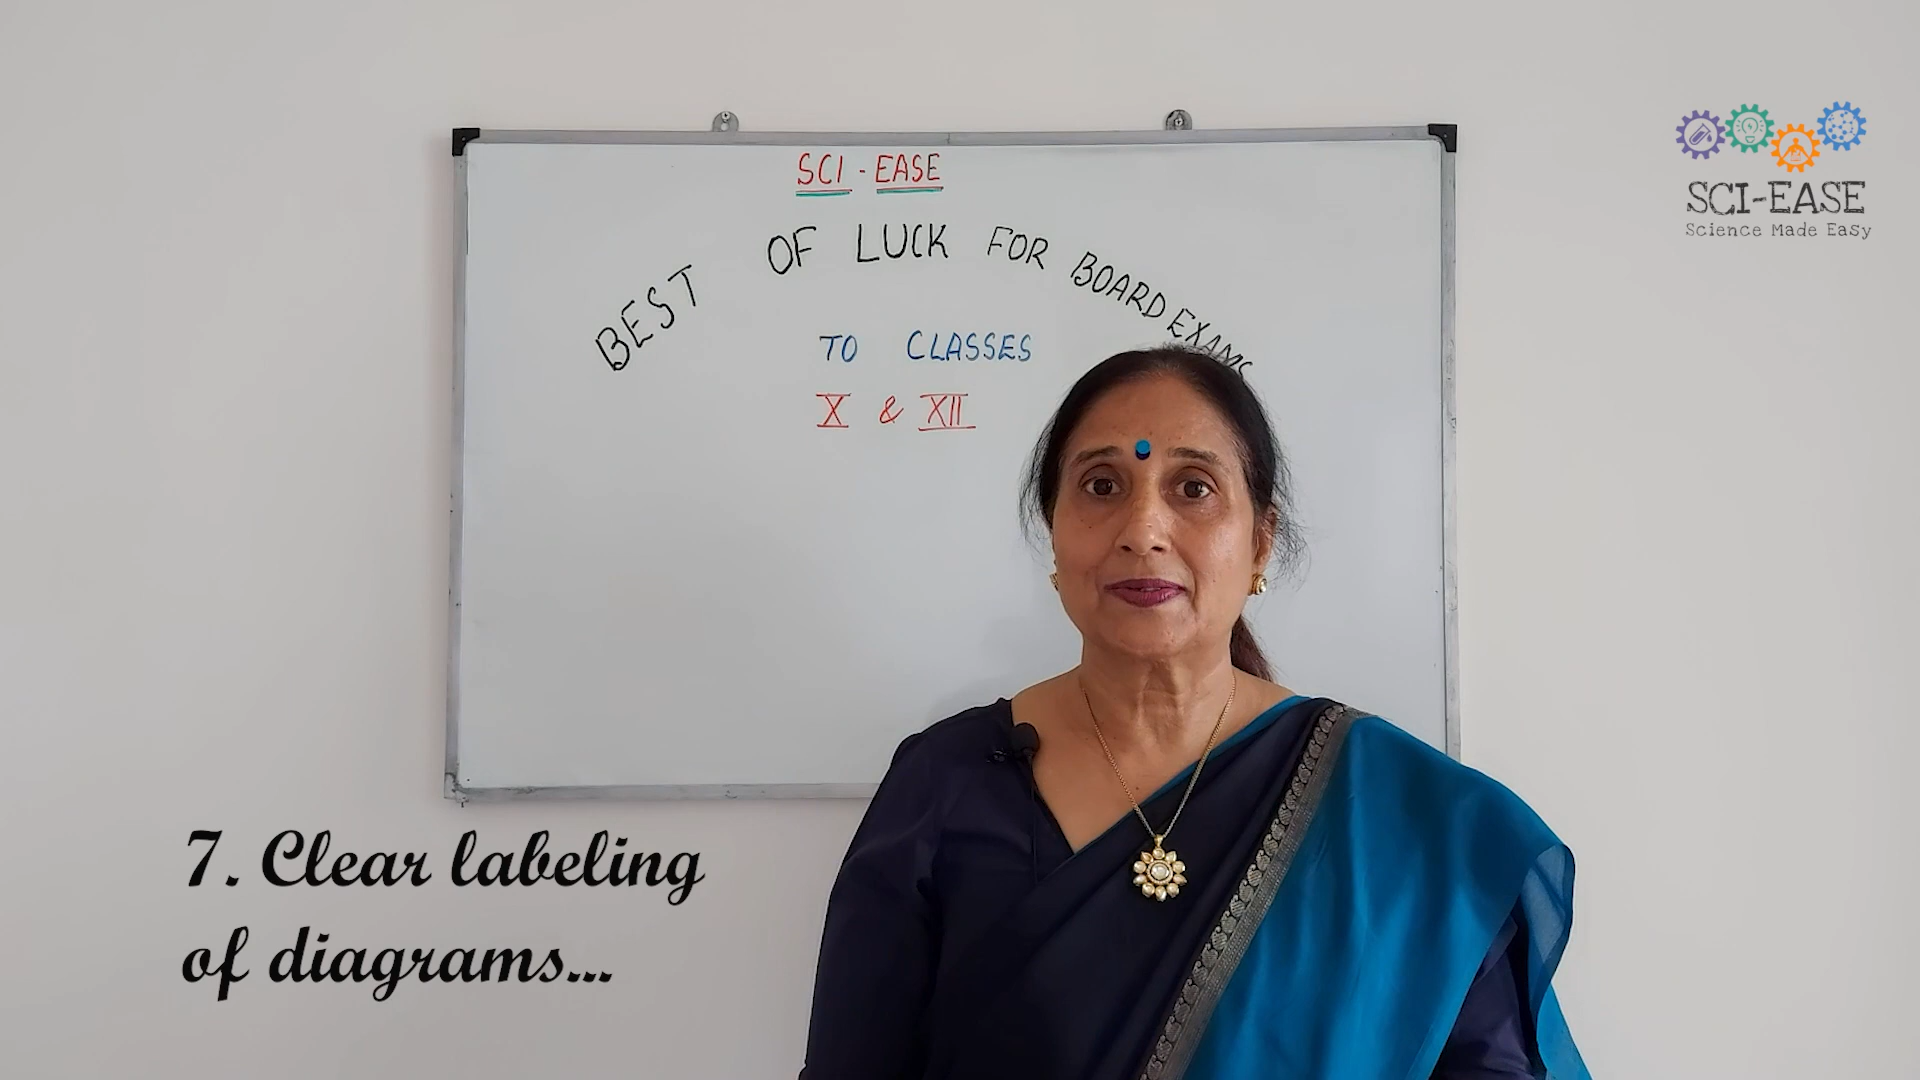 SCI - EASE
BEST OF LUCK FOR BOARD EXAMS
TO CLASSES
X & XII
SCI-EASE
Science Made Easy
7. Clear labeling
of diagrams...